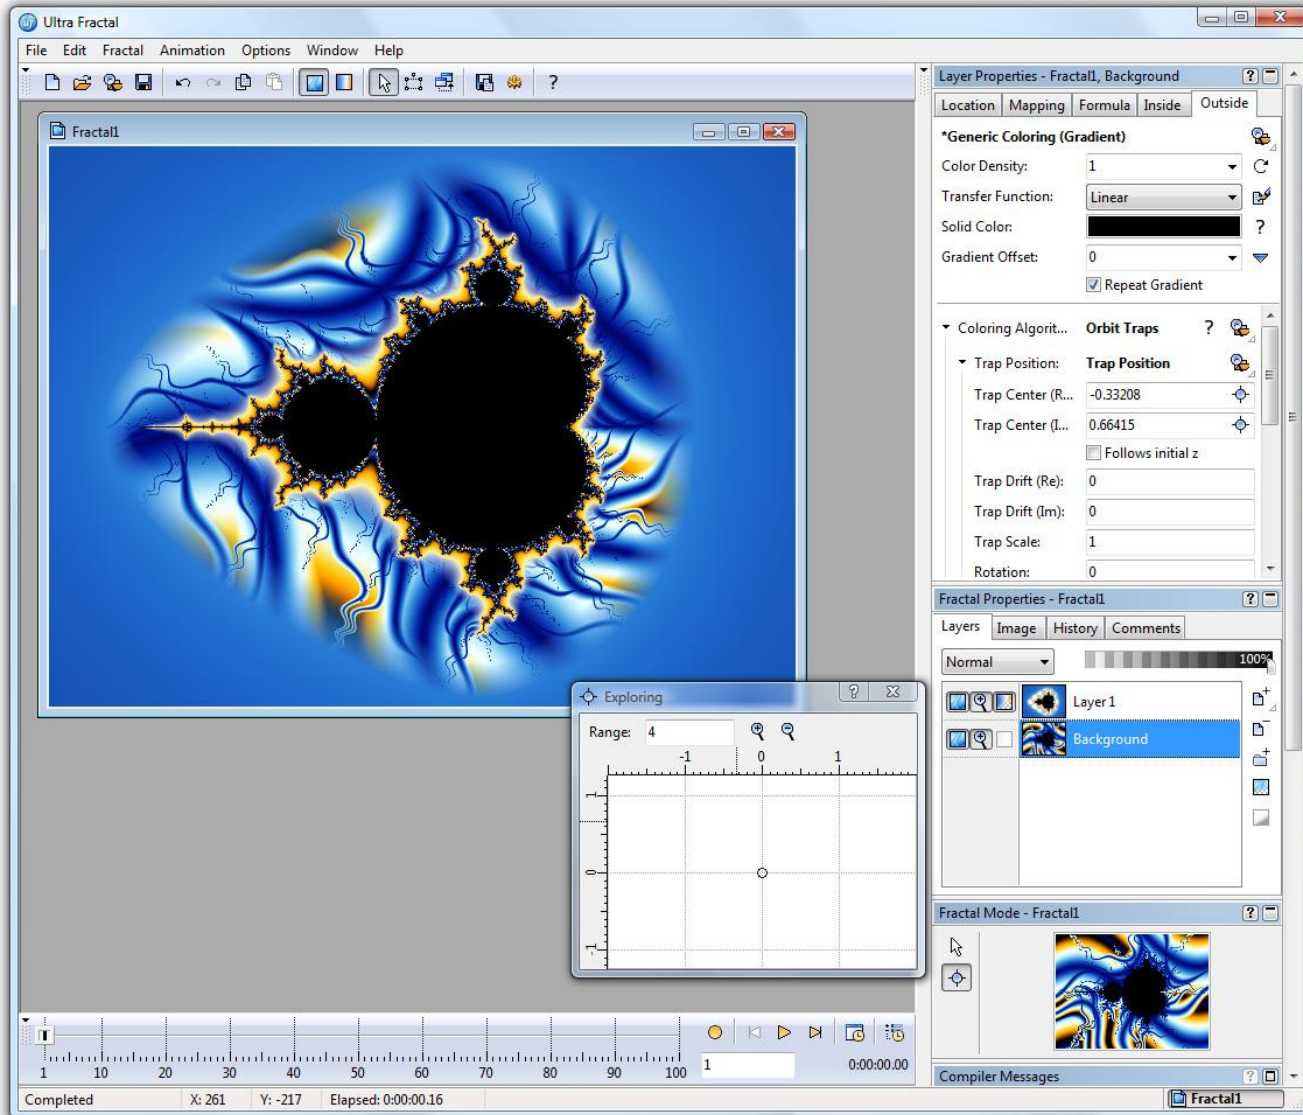 Ultra Fractal
File Edit Fractal Animation Options Window Help
?
Fractal1
Layer Properties - Fractal1, Background
Location Mapping Formula Inside Outside
*Generic Coloring (Gradient)
Color Density: 1
Transfer Function: Linear
Solid Color: ?
Gradient Offset: 0
Repeat Gradient
Coloring Algorit... Orbit Traps ?
Trap Position: Trap Position
Trap Center (R... -0.33208
Trap Center (I... 0.66415
Follows initial z
Trap Drift (Re): 0
Trap Drift (Im): 0
Trap Scale: 1
Rotation: 0
Fractal Properties - Fractal1 ?
Layers Image History Comments
Normal 100%
Layer 1
Background
Exploring ?
Range: 4
-1 0 1
1
0
-1
Fractal Mode - Fractal1 ?
1 10 20 30 40 50 60 70 80 90 100 1 0:00:00.00
Compiler Messages ?
Completed X: 261 Y: -217 Elapsed: 0:00:00.16 Fractal1